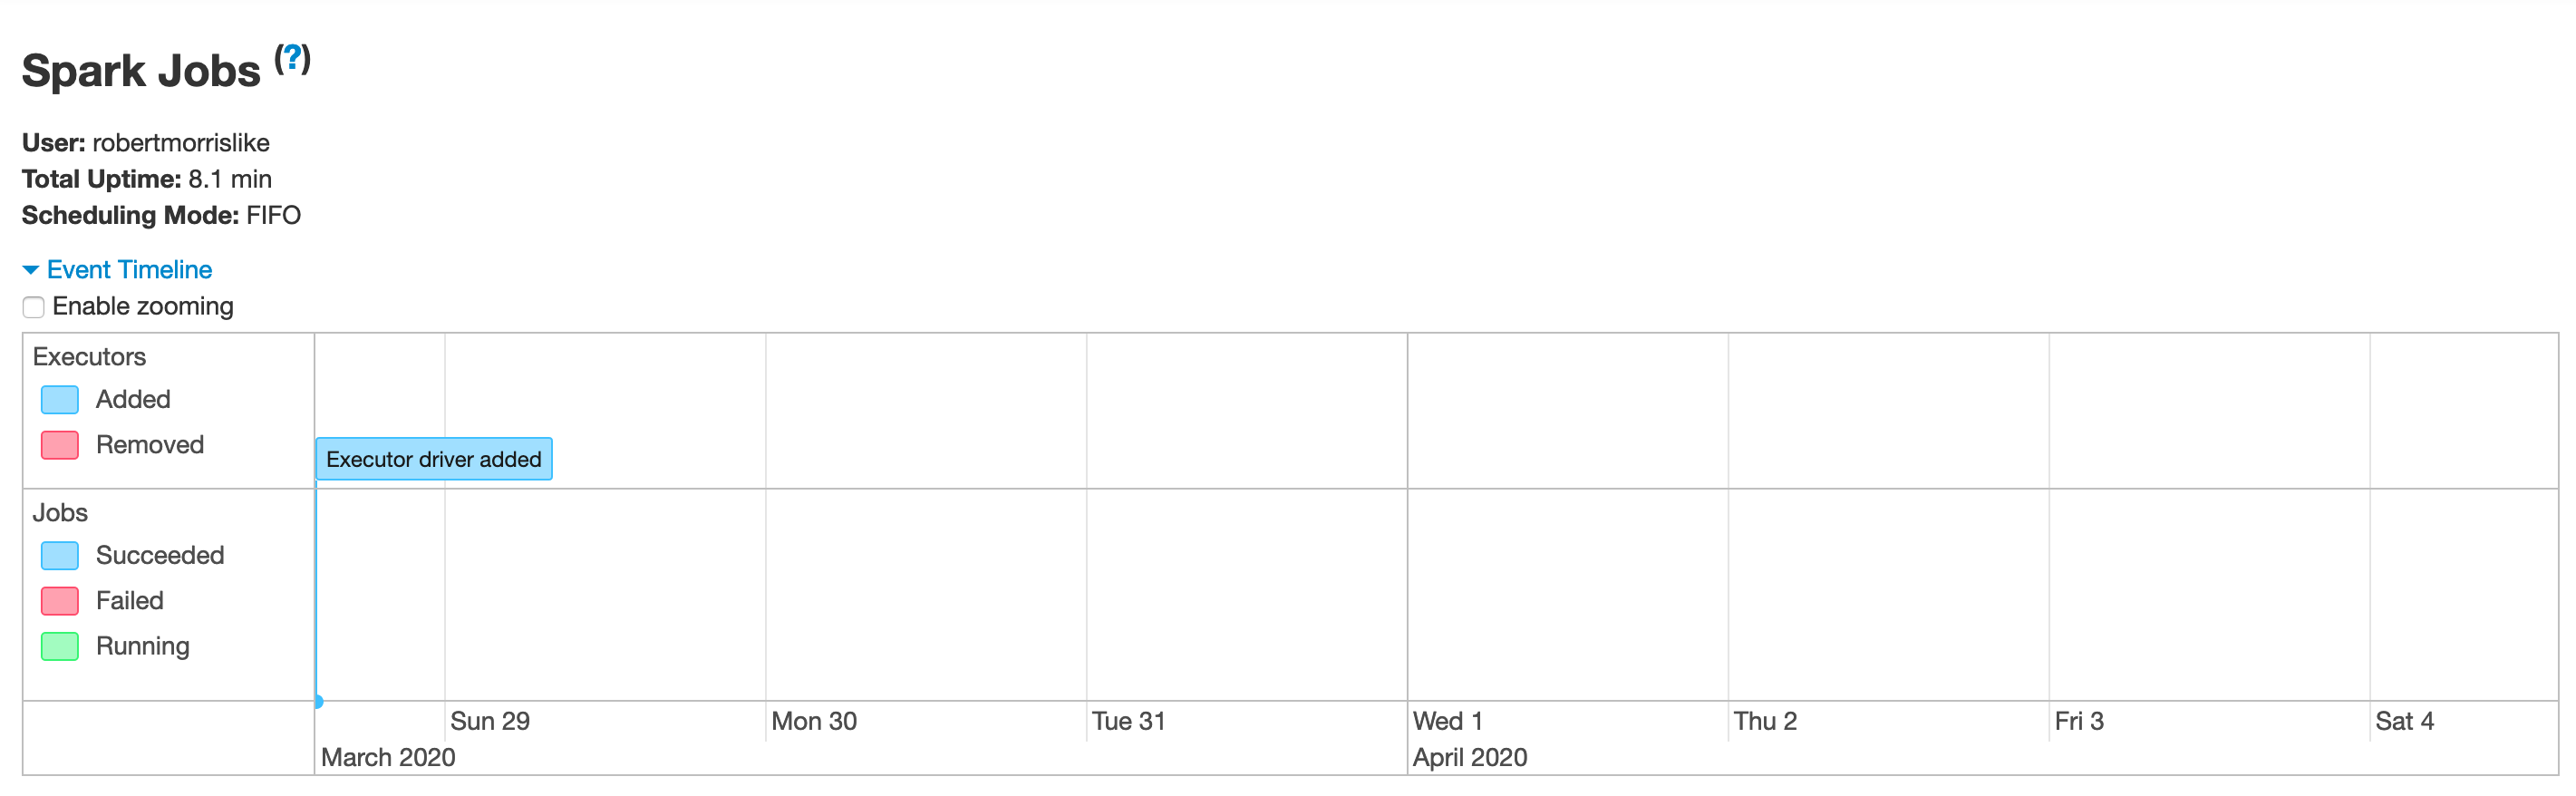 Spark Jobs (?)
User: robertmorrislike
Total Uptime: 8.1 min
Scheduling Mode: FIFO
Event Timeline
Enable zooming
Executors
Added
Removed
Executor driver added
Jobs
Succeeded
Failed
Running
Sun 29 Mon 30 Tue 31 Wed 1 Thu 2 Fri 3 Sat 4
March 2020 April 2020